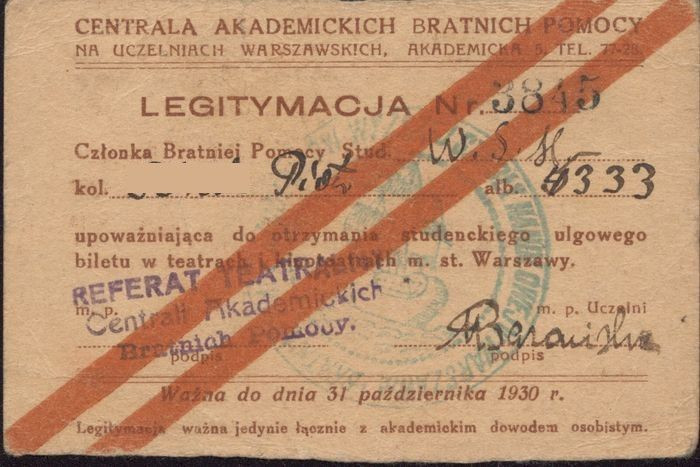 CENTRALA AKADEMICKICH BRATNICH POMOCY
NA UCZELNIACH WARSZAWSKICH, AKADEMICKA 5. TEL. 77-28.
LEGITYMACJA Nr. 3845
Członka Bratniej Pomocy Stud. W. S. H.
kol. Piotr alb. 4333
upoważniająca do otrzymania studenckiego ulgowego
biletu w teatrach i kinoteatrach m. st. Warszawy.
REFERAT TEATRALNY
Centrali Akademickich
Bratnich Pomocy.
m. p. m. p. Uczelni
podpis podpis
Ważna do dnia 31 października 1930 r.
Legitymacja ważna jedynie łącznie z akademickim dowodem osobistym.